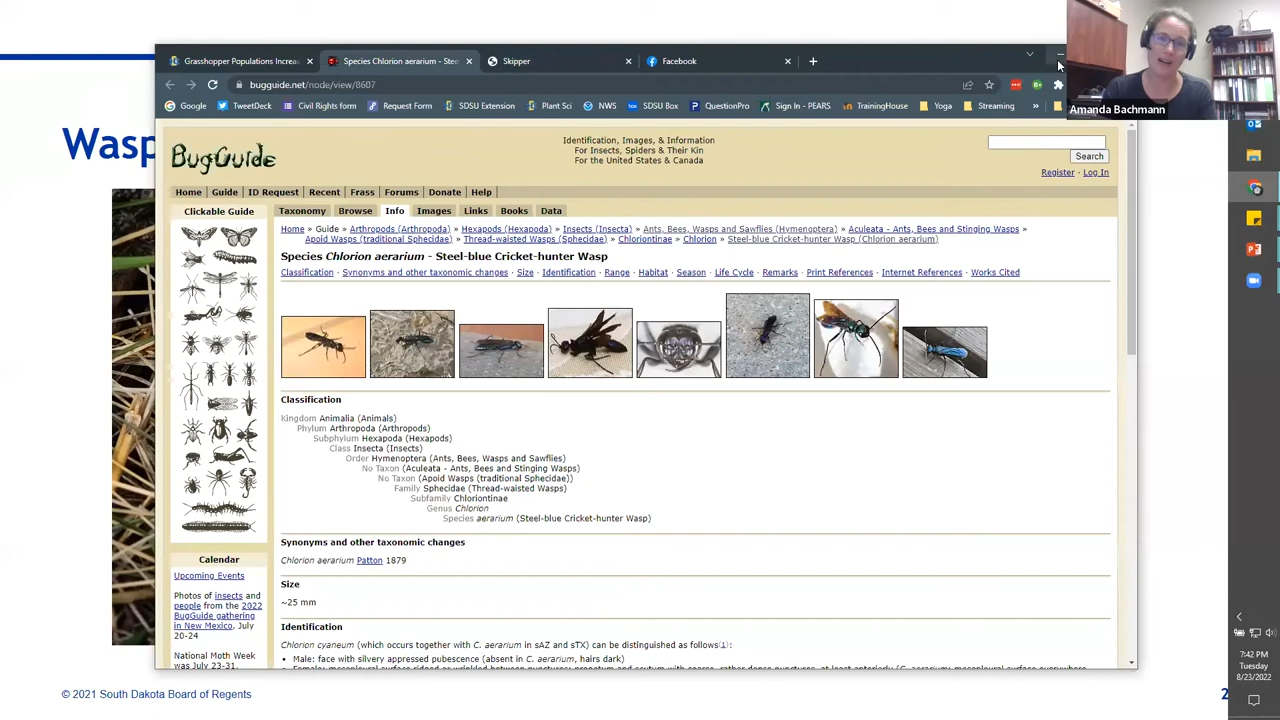 Grasshopper Populations Increa
Species Chlorion aerarium - Stee
Skipper
Facebook
bugguide.net/node/view/8607
Amanda Bachmann
Google
TweetDeck
Civil Rights form
Request Form
SDSU Extension
Plant Sci
NWS
SDSU Box
QuestionPro
Sign In - PEARS
TrainingHouse
Yoga
Streaming
»
Wasp
BugGuide
Identification, Images, & Information
For Insects, Spiders & Their Kin
For the United States & Canada
Search
Register · Log In
Home Guide ID Request Recent Frass Forums Donate Help
Clickable Guide
Taxonomy Browse Info Images Links Books Data
Home » Guide » Arthropods (Arthropoda) » Hexapods (Hexapoda) » Insects (Insecta) » Ants, Bees, Wasps and Sawflies (Hymenoptera) » Aculeata - Ants, Bees and Stinging Wasps »
Apoid Wasps (traditional Sphecidae) » Thread-waisted Wasps (Sphecidae) » Chloriontinae » Chlorion » Steel-blue Cricket-hunter Wasp (Chlorion aerarium)
Species Chlorion aerarium - Steel-blue Cricket-hunter Wasp
Classification · Synonyms and other taxonomic changes · Size · Identification · Range · Habitat · Season · Life Cycle · Remarks · Print References · Internet References · Works Cited
Classification
Kingdom Animalia (Animals)
Phylum Arthropoda (Arthropods)
Subphylum Hexapoda (Hexapods)
Class Insecta (Insects)
Order Hymenoptera (Ants, Bees, Wasps and Sawflies)
No Taxon (Aculeata - Ants, Bees and Stinging Wasps)
No Taxon (Apoid Wasps (traditional Sphecidae))
Family Sphecidae (Thread-waisted Wasps)
Subfamily Chloriontinae
Genus Chlorion
Species aerarium (Steel-blue Cricket-hunter Wasp)
Synonyms and other taxonomic changes
Chlorion aerarium Patton 1879
Size
~25 mm
Identification
Chlorion cyaneum (which occurs together with C. aerarium in sAZ and sTX) can be distinguished as follows(1):
• Male: face with silvery appressed pubescence (absent in C. aerarium, hairs dark)
Calendar
Upcoming Events
Photos of insects and
people from the 2022
BugGuide gathering
in New Mexico, July
20-24
National Moth Week
was July 23-31,
7:42 PM
Tuesday
8/23/2022
© 2021 South Dakota Board of Regents
2